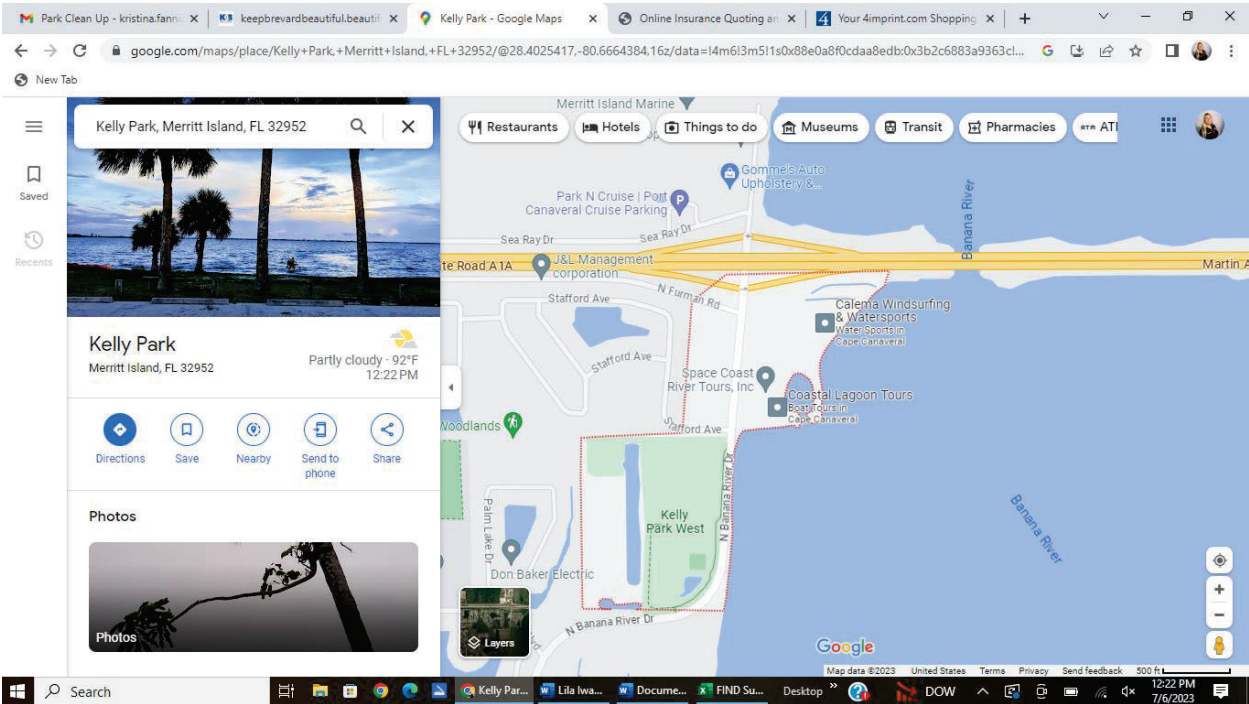 Park Clean Up - kristina.fann
keepbrevardbeautiful.beautif
Kelly Park - Google Maps
Online Insurance Quoting an
Your 4imprint.com Shopping
google.com/maps/place/Kelly+Park,+Merritt+Island,+FL+32952/@28.4025417,-80.6664384,16z/data=!4m6!3m5!1s0x88e0a8f0cdaa8edb:0x3b2c6883a9363c!...
New Tab
Kelly Park, Merritt Island, FL 32952
Saved
Recents
Kelly Park
Merritt Island, FL 32952
Partly cloudy · 92°F
12:22 PM
Directions
Save
Nearby
Send to
phone
Share
Photos
Photos
Restaurants
Hotels
Things to do
Museums
Transit
Pharmacies
ATM
Merritt Island Marine
Gomme's Auto
Upholstery &...
Park N Cruise | Port
Canaveral Cruise Parking
Sea Ray Dr
Sea Ray Dr
te Road A1A
J&L Management
corporation
Martin A
Banana River
Stafford Ave
N Furman Rd
Calema Windsurfing
& Watersports
Water Sports in
Cape Canaveral
Stafford Ave
Space Coast
River Tours, Inc
Coastal Lagoon Tours
Boat Tours in
Cape Canaveral
Stafford Ave
Woodlands
N Banana River Dr
Kelly
Park West
Palm Lake Dr
Banana River
Don Baker Electric
N Banana River Dr
Layers
Google
Map data ©2023 United States Terms Privacy Send feedback 500 ft
Search
Kelly Par...
Lila Iwa...
Docume...
FIND Su...
Desktop
DOW
12:22 PM
7/6/2023